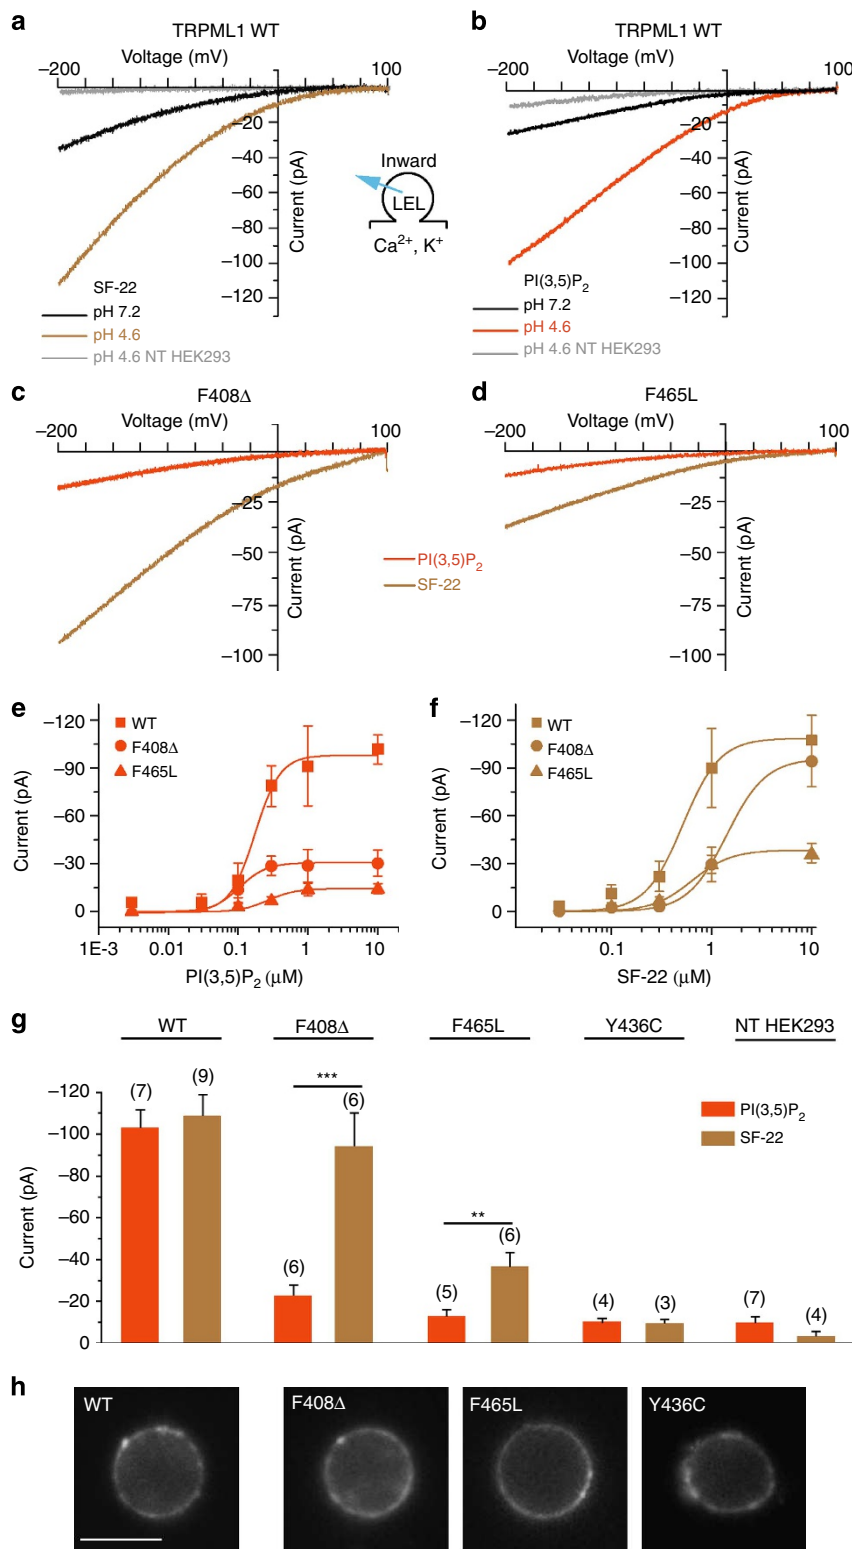 a
TRPML1 WT
Voltage (mV)
−200
100
−20
−40
−60
−80
−100
−120
Current (pA)
SF-22
pH 7.2
pH 4.6
pH 4.6 NT HEK293
Inward
LEL
Ca2+, K+
b
TRPML1 WT
Voltage (mV)
−200
100
−20
−40
−60
−80
−100
−120
Current (pA)
PI(3,5)P2
pH 7.2
pH 4.6
pH 4.6 NT HEK293
c
F408Δ
Voltage (mV)
−200
100
−25
−50
−75
−100
Current (pA)
PI(3,5)P2
SF-22
d
F465L
Voltage (mV)
−200
100
−25
−50
−75
−100
Current (pA)
e
−120
−90
−60
−30
0
Current (pA)
WT
F408Δ
F465L
1E-3
0.01
0.1
1
10
PI(3,5)P2 (μM)
f
−120
−90
−60
−30
0
Current (pA)
WT
F408Δ
F465L
0.1
1
10
SF-22 (μM)
g
WT
F408Δ
F465L
Y436C
NT HEK293
−120
−100
−80
−60
−40
−20
0
Current (pA)
(7)
(9)
***
(6)
(6)
**
(5)
(6)
(4)
(3)
(7)
(4)
PI(3,5)P2
SF-22
h
WT
F408Δ
F465L
Y436C